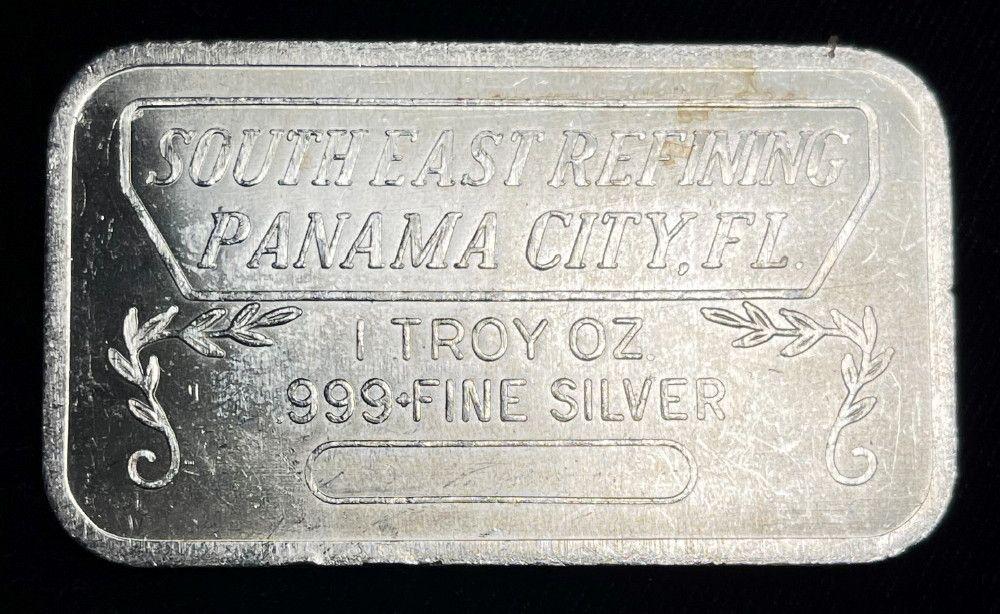 SOUTH EAST REFINING
PANAMA CITY, FL.
1 TROY OZ.
.999+FINE SILVER